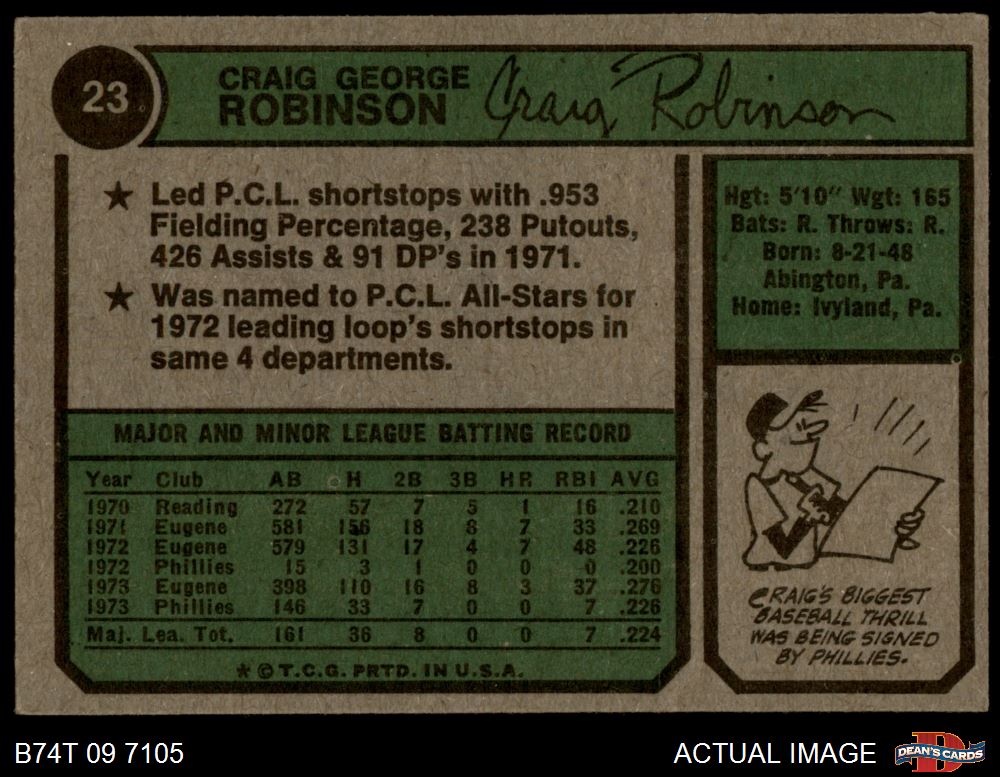 23
CRAIG GEORGE
ROBINSON
Craig Robinson
★ Led P.C.L. shortstops with .953
Fielding Percentage, 238 Putouts,
426 Assists & 91 DP's in 1971.
★ Was named to P.C.L. All-Stars for
1972 leading loop's shortstops in
same 4 departments.
Hgt: 5'10" Wgt: 165
Bats: R. Throws: R.
Born: 8-21-48
Abington, Pa.
Home: Ivyland, Pa.
MAJOR AND MINOR LEAGUE BATTING RECORD
Year Club AB H 2B 3B HR RBI AVG
1970 Reading 272 57 7 5 1 16 .210
1971 Eugene 581 156 18 8 7 33 .269
1972 Eugene 579 131 17 4 7 48 .226
1972 Phillies 15 3 1 0 0 0 .200
1973 Eugene 398 110 16 8 3 37 .276
1973 Phillies 146 33 7 0 0 7 .226
Maj. Lea. Tot. 161 36 8 0 0 7 .224
★ © T.C.G. PRTD. IN U.S.A.
CRAIG'S BIGGEST
BASEBALL THRILL
WAS BEING SIGNED
BY PHILLIES.
B74T 09 7105
ACTUAL IMAGE
D
DEAN'S CARDS